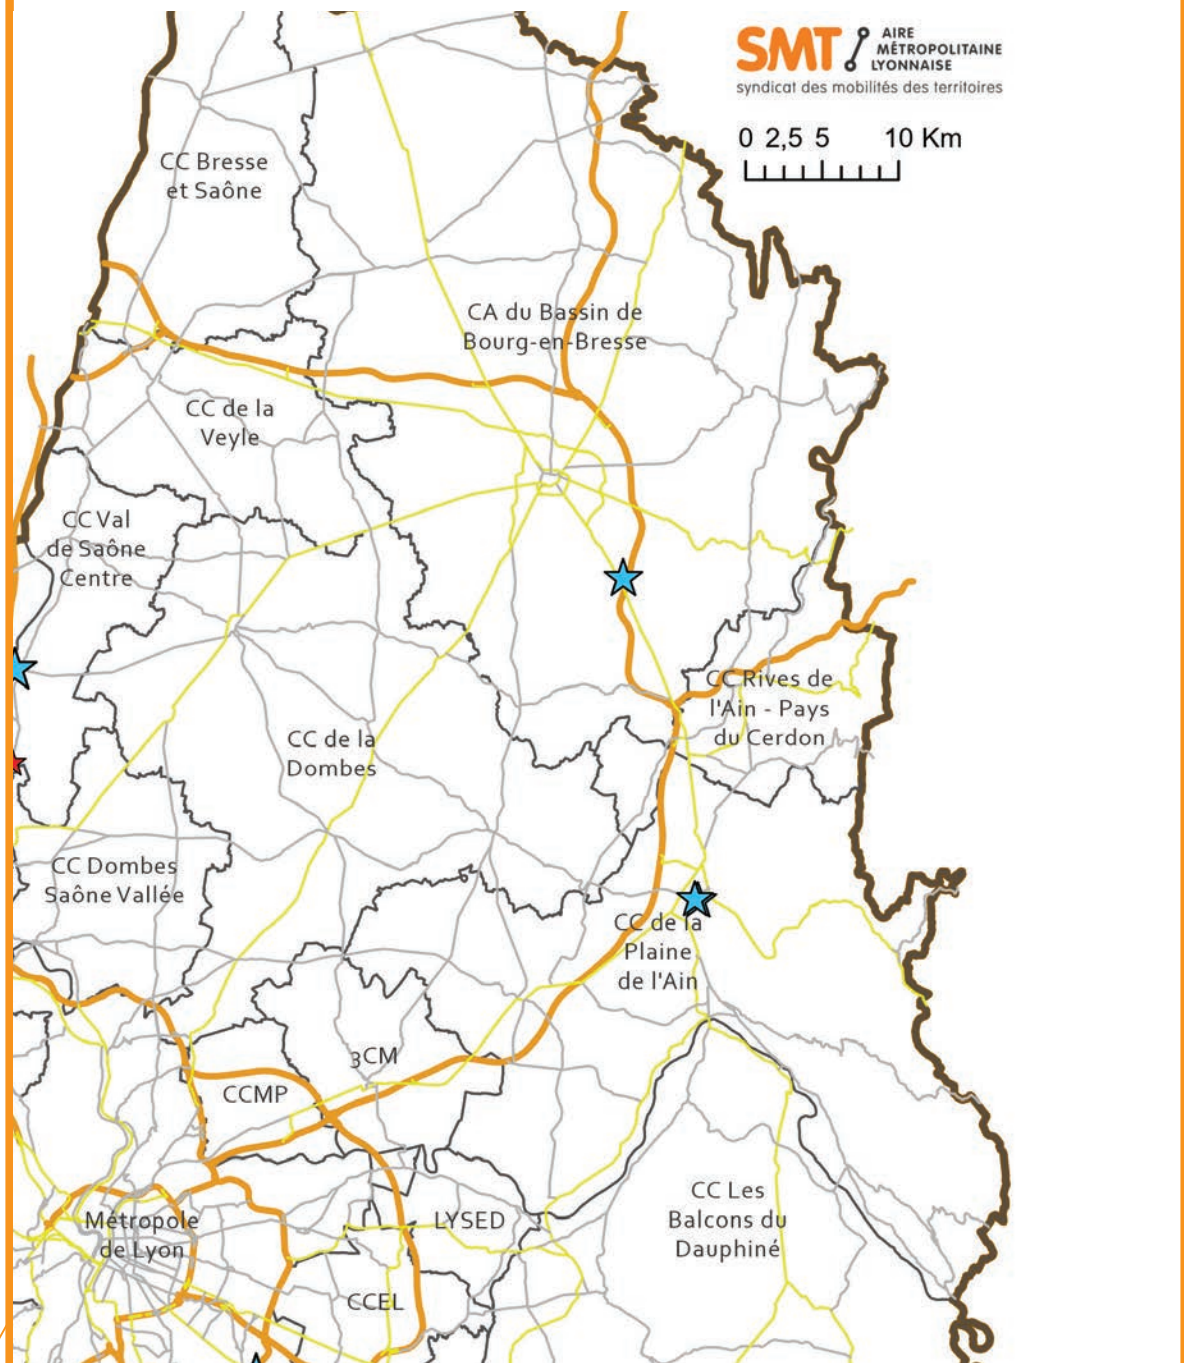 SMT AIRE
MÉTROPOLITAINE
LYONNAISE
syndicat des mobilités des territoires
0 2,5 5 10 Km
CC Bresse
et Saône
CA du Bassin de
Bourg-en-Bresse
CC de la
Veyle
CC Val
de Saône
Centre
CC Rives de
l'Ain - Pays
du Cerdon
CC de la
Dombes
CC Dombes
Saône Vallée
CC de la
Plaine
de l'Ain
3CM
CCMP
CC Les
Balcons du
Dauphiné
Métropole
de Lyon
LYSED
CCEL